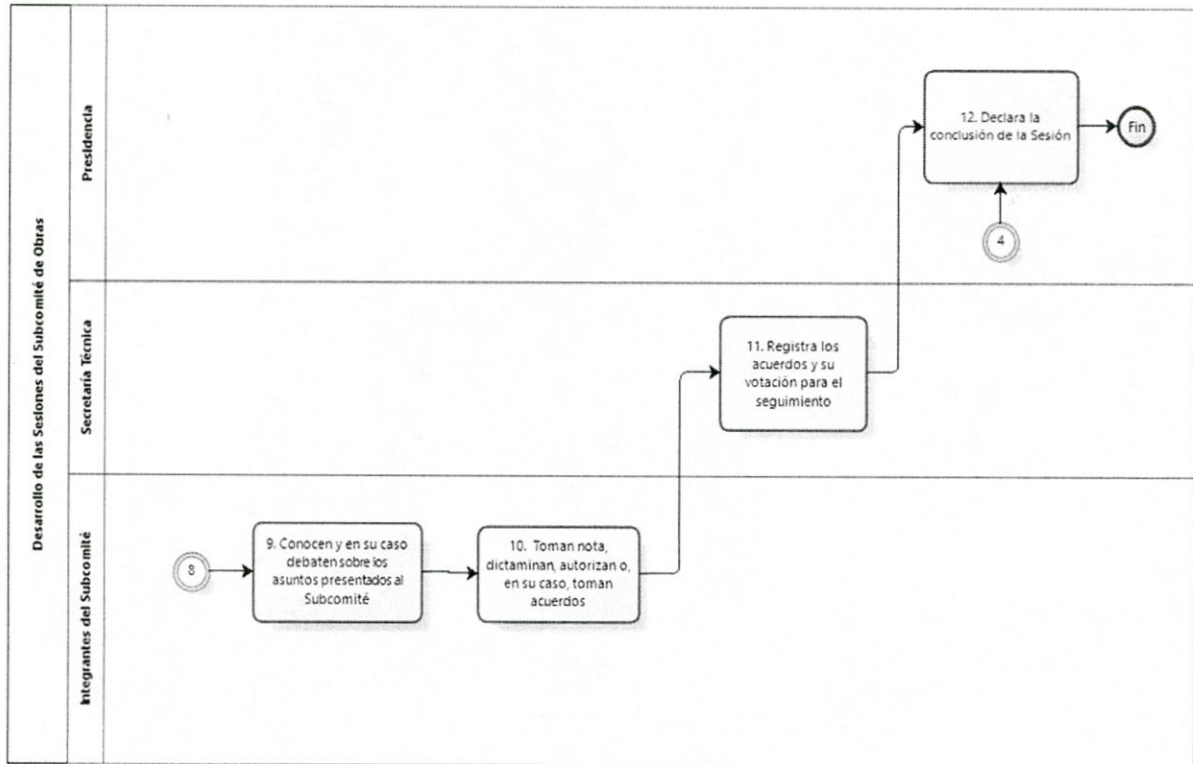 Desarrollo de las Sesiones del Subcomité de Obras
Presidencia
12. Declara la
conclusión de la Sesión
Fin
4
Secretaría Técnica
11. Registra los
acuerdos y su
votación para el
seguimiento
Integrantes del Subcomité
8
9. Conocen y en su caso
debaten sobre los
asuntos presentados al
Subcomité
10. Toman nota,
dictaminan, autorizan o,
en su caso, toman
acuerdos